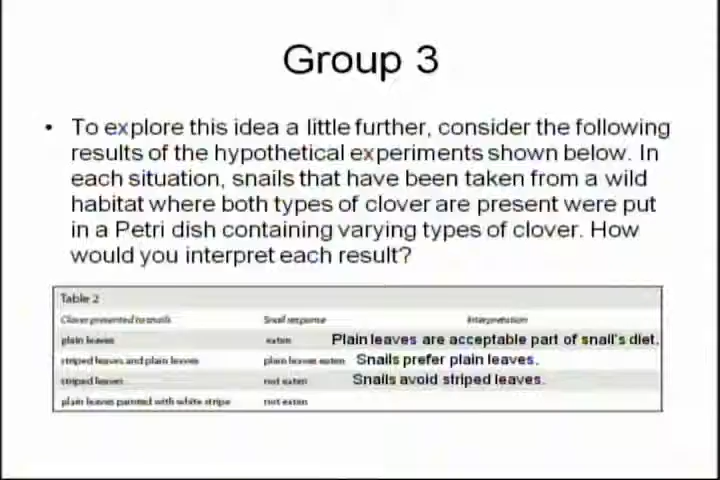 Group 3
• To explore this idea a little further, consider the following
results of the hypothetical experiments shown below. In
each situation, snails that have been taken from a wild
habitat where both types of clover are present were put
in a Petri dish containing varying types of clover. How
would you interpret each result?
Table 2
Clover presented to snails Snail response Interpretation
plain leaves eaten Plain leaves are acceptable part of snail's diet.
striped leaves and plain leaves plain leaves eaten Snails prefer plain leaves.
striped leaves not eaten Snails avoid striped leaves.
plain leaves painted with white stripe not eaten